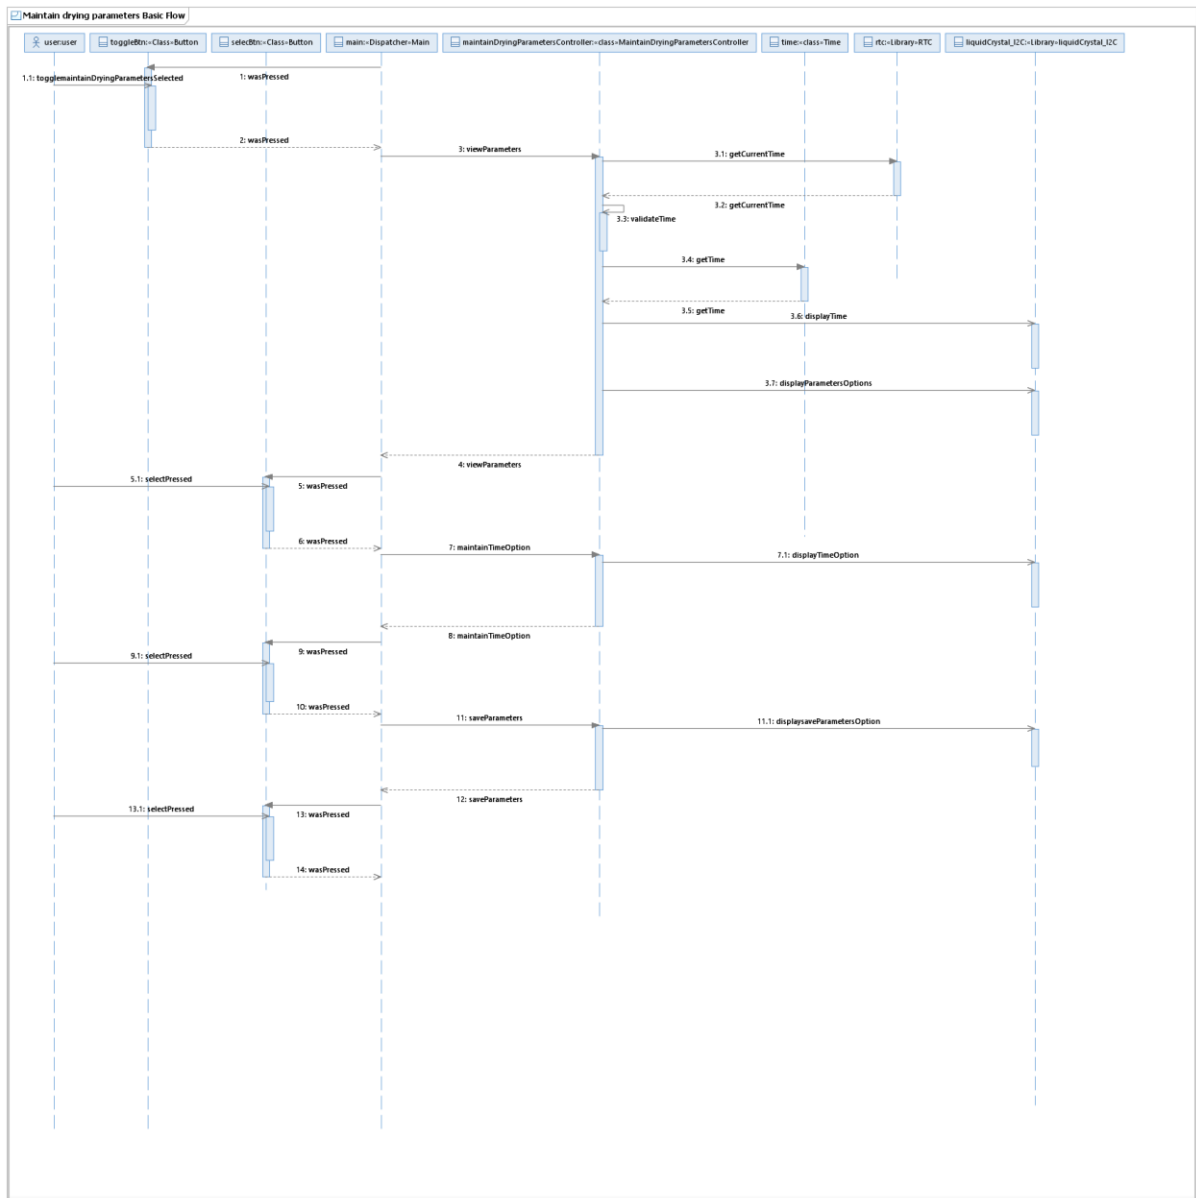 Maintain drying parameters Basic Flow
user:user
toggleBtn:=Class=Button
selecBtn:=Class=Button
main:=Dispatcher=Main
maintainDryingParametersController:=class=MaintainDryingParametersController
time:=class=Time
rtc:=Library=RTC
liquidCrystal_I2C:=Library=liquidCrystal_I2C
1: wasPressed
1.1: togglemaintainDryingParametersSelected
2: wasPressed
3: viewParameters
3.1: getCurrentTime
3.2: getCurrentTime
3.3: validateTime
3.4: getTime
3.5: getTime
3.6: displayTime
3.7: displayParametersOptions
4: viewParameters
5.1: selectPressed
5: wasPressed
6: wasPressed
7: maintainTimeOption
7.1: displayTimeOption
8: maintainTimeOption
9: wasPressed
9.1: selectPressed
10: wasPressed
11: saveParameters
11.1: displaysaveParametersOption
12: saveParameters
13.1: selectPressed
13: wasPressed
14: wasPressed